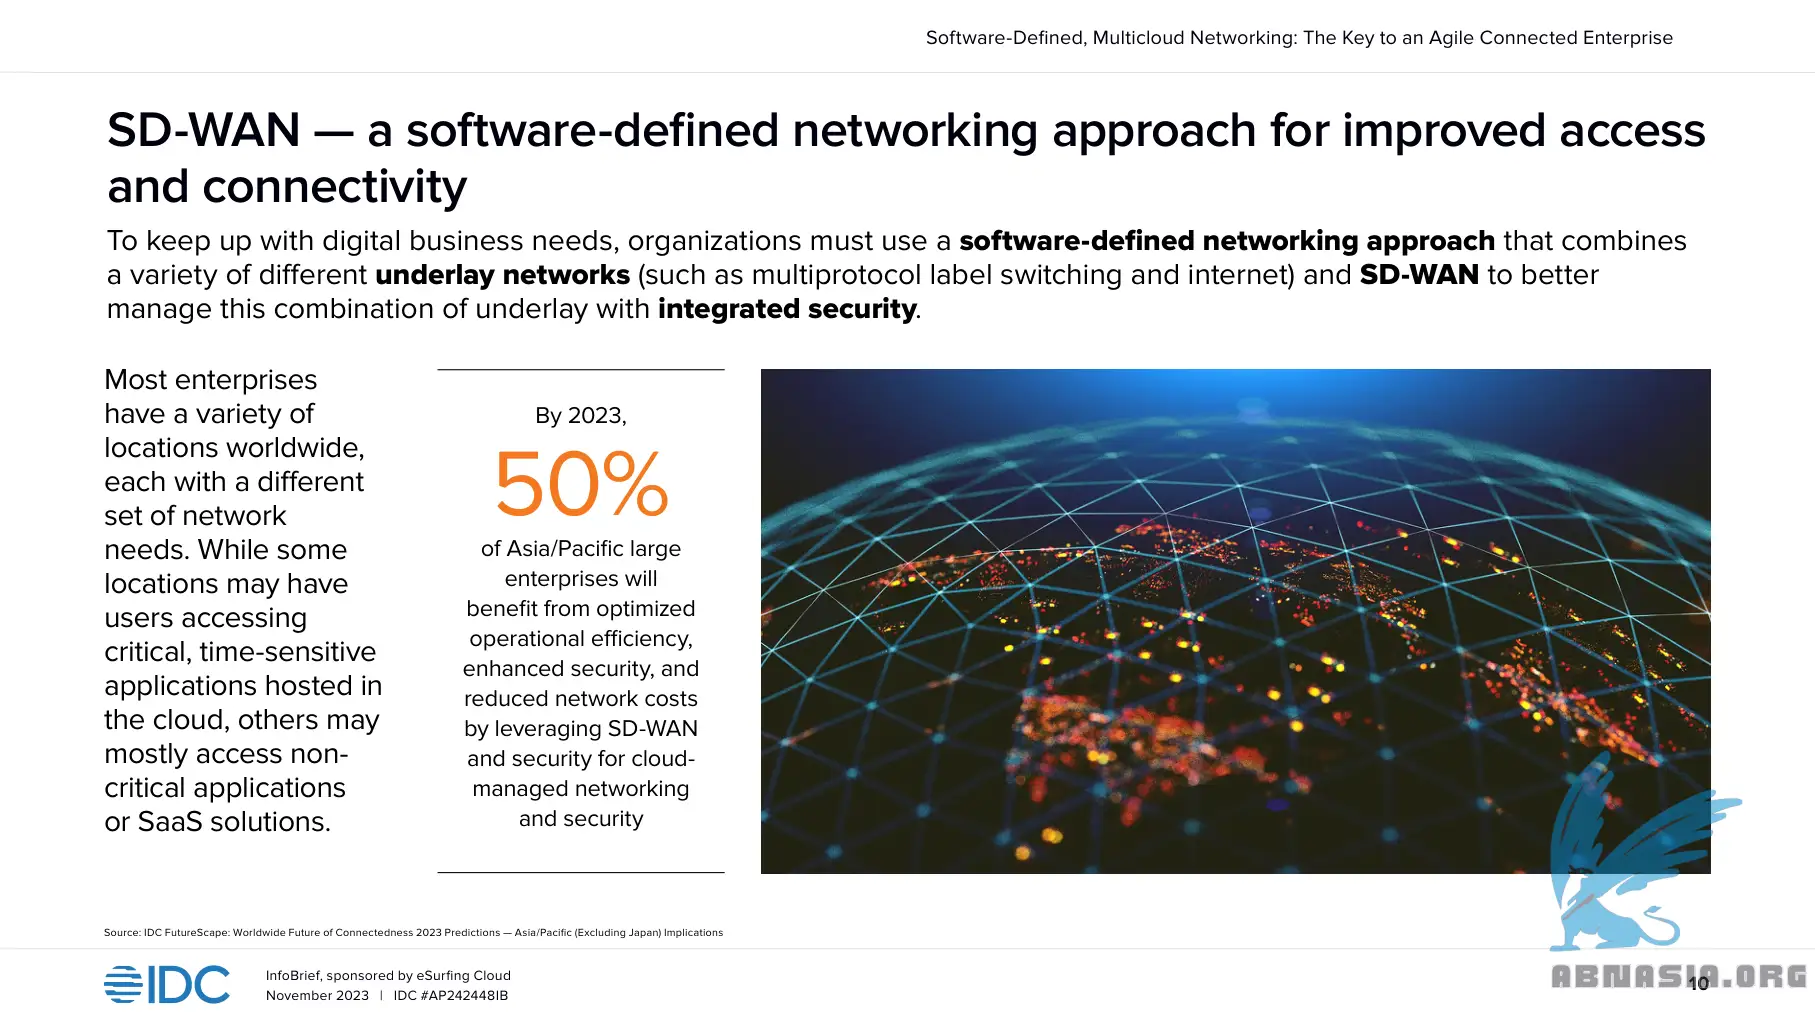 Software-Defined, Multicloud Networking: The Key to an Agile Connected Enterprise
SD-WAN — a software-defined networking approach for improved access
and connectivity
To keep up with digital business needs, organizations must use a software-defined networking approach that combines
a variety of different underlay networks (such as multiprotocol label switching and internet) and SD-WAN to better
manage this combination of underlay with integrated security.
Most enterprises
have a variety of
locations worldwide,
each with a different
set of network
needs. While some
locations may have
users accessing
critical, time-sensitive
applications hosted in
the cloud, others may
mostly access non-
critical applications
or SaaS solutions.
By 2023,
50%
of Asia/Pacific large
enterprises will
benefit from optimized
operational efficiency,
enhanced security, and
reduced network costs
by leveraging SD-WAN
and security for cloud-
managed networking
and security
Source: IDC FutureScape: Worldwide Future of Connectedness 2023 Predictions — Asia/Pacific (Excluding Japan) Implications
IDC
InfoBrief, sponsored by eSurfing Cloud
November 2023 | IDC #AP242448IB
10
ABNASIA.ORG